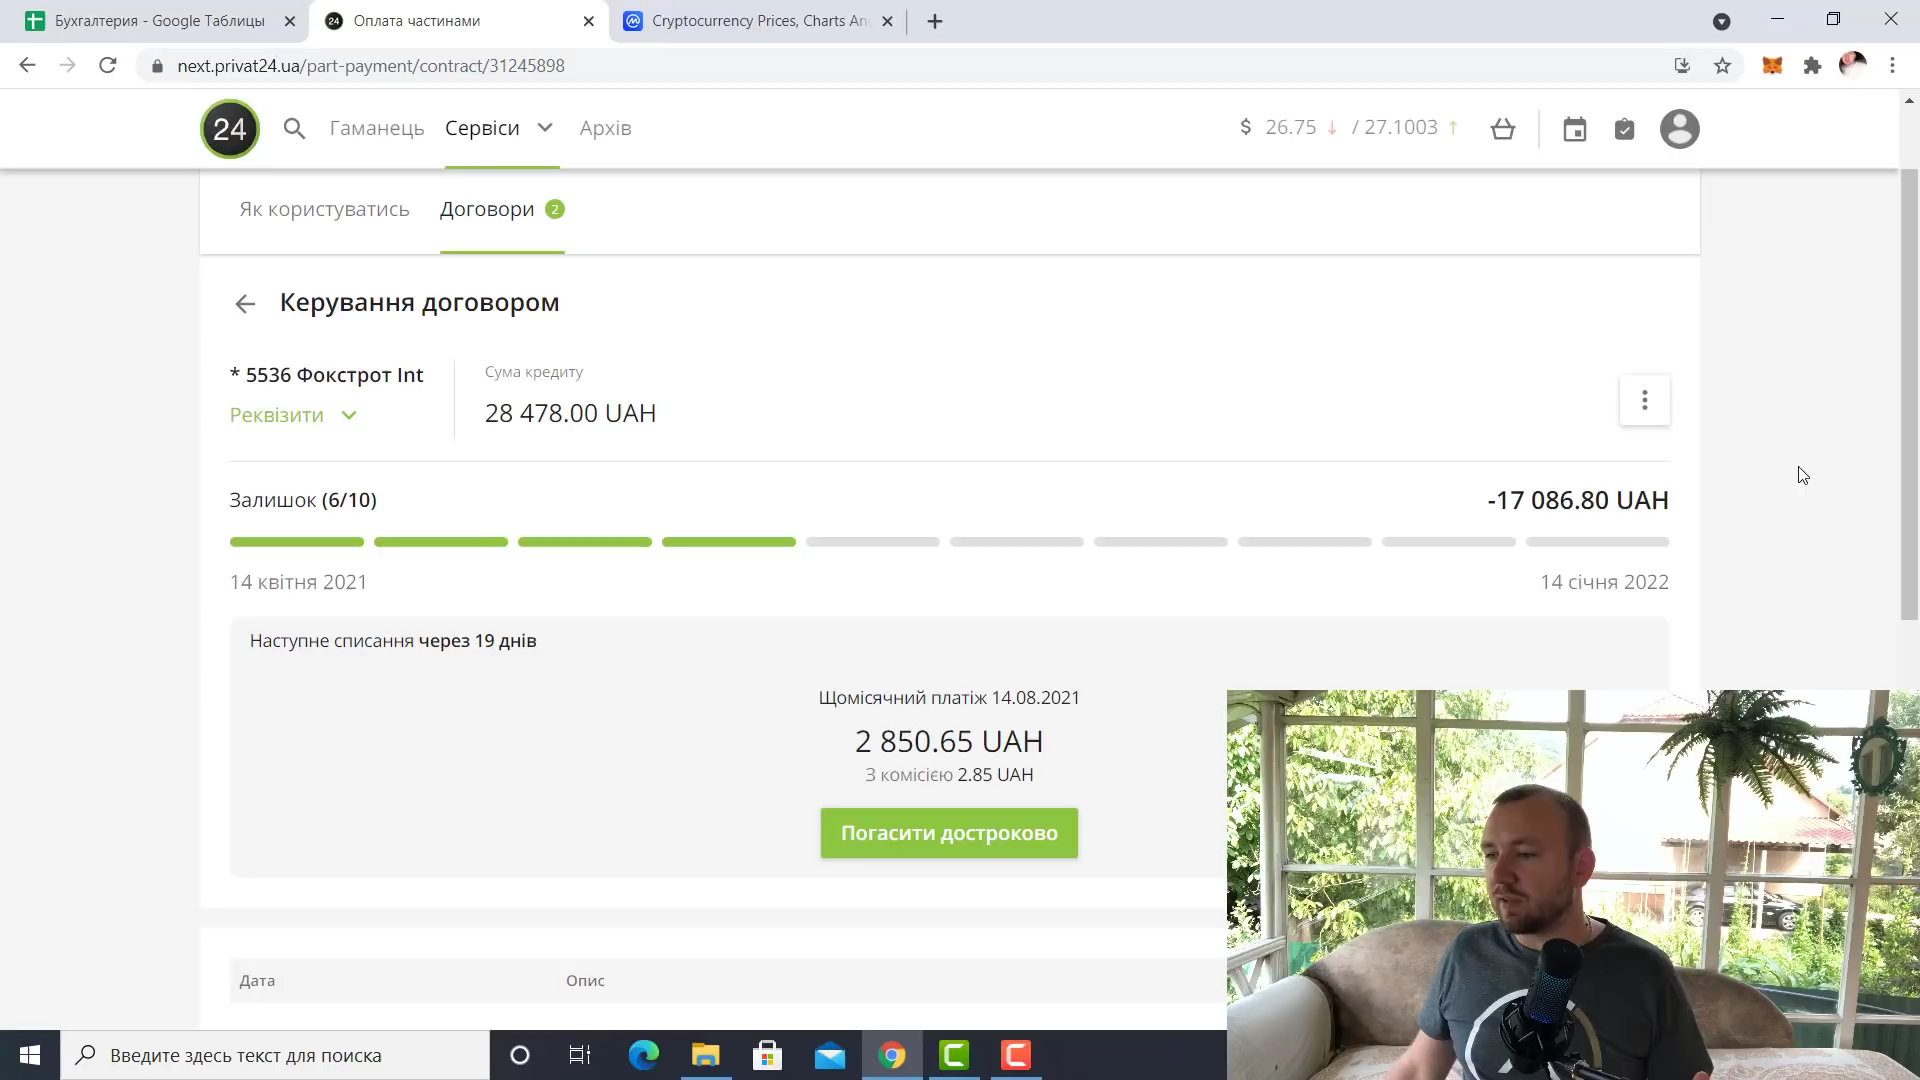 Бухгалтерия - Google Таблицы
24 Оплата частинами
Cryptocurrency Prices, Charts An
next.privat24.ua/part-payment/contract/31245898
24
Гаманець
Сервіси
Архів
$ 26.75 ↓ / 27.1003 ↑
Як користуватись
Договори 2
Керування договором
* 5536 Фокстрот Int
Реквізити
Сума кредиту
28 478.00 UAH
Залишок (6/10)
-17 086.80 UAH
14 квітня 2021
14 січня 2022
Наступне списання через 19 днів
Щомісячний платіж 14.08.2021
2 850.65 UAH
З комісією 2.85 UAH
Погасити достроково
Дата
Опис
Введите здесь текст для поиска